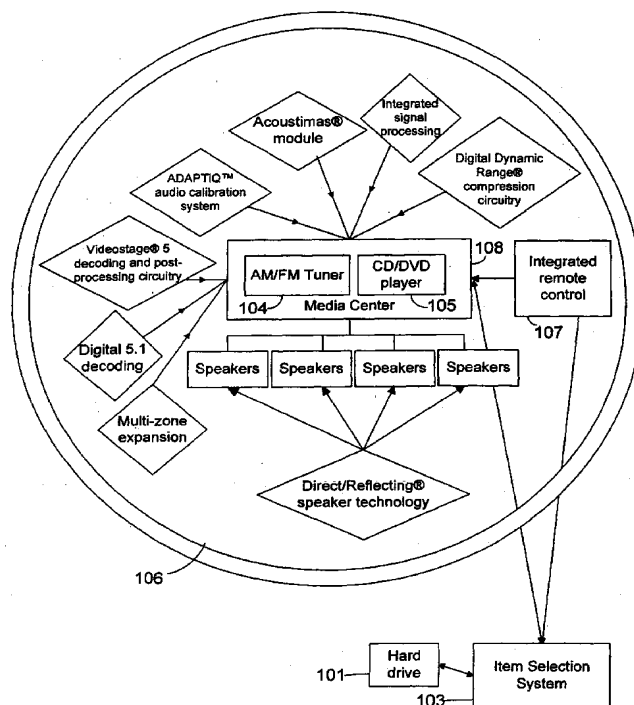 Acoustimas®
module
Integrated
signal
processing
ADAPTIQ™
audio calibration
system
Digital Dynamic
Range®
compression
circuitry
Videostage® 5
decoding and post-
processing circuitry
AM/FM Tuner
104
CD/DVD
player
105
Media Center
108
Integrated
remote
control
107
Digital 5.1
decoding
Multi-zone
expansion
Speakers
Speakers
Speakers
Speakers
Direct/Reflecting®
speaker technology
106
101
Hard
drive
Item Selection
System
103